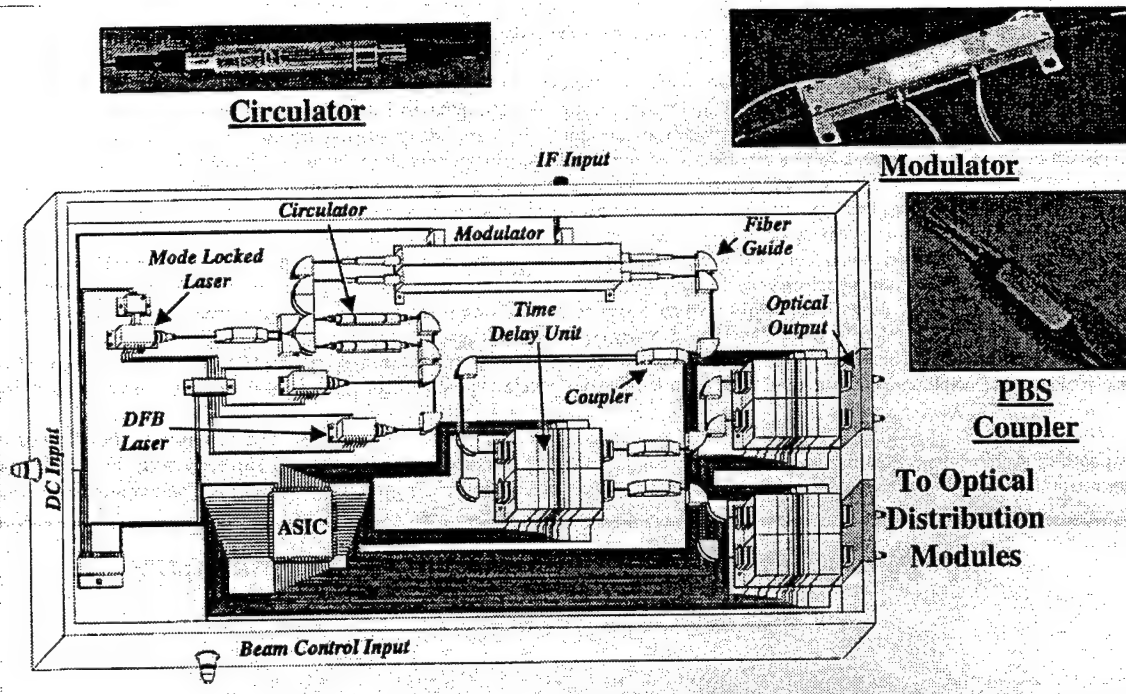 Circulator
Modulator
IF Input
Circulator
Modulator
Fiber
Guide
Mode Locked
Laser
Time
Delay Unit
Optical
Output
PBS
Coupler
Coupler
DFB
Laser
DC Input
ASIC
To Optical
Distribution
Modules
Beam Control Input